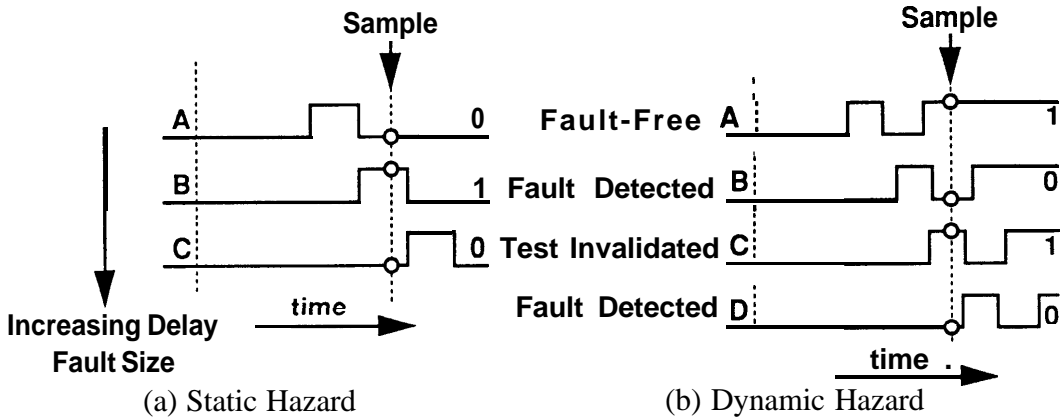 Sample
Sample
A 0 Fault-Free A 1
B 1 Fault Detected B 0
C 0 Test Invalidated C 1
time Fault Detected D 0
Increasing Delay
Fault Size
time .
(a) Static Hazard (b) Dynamic Hazard